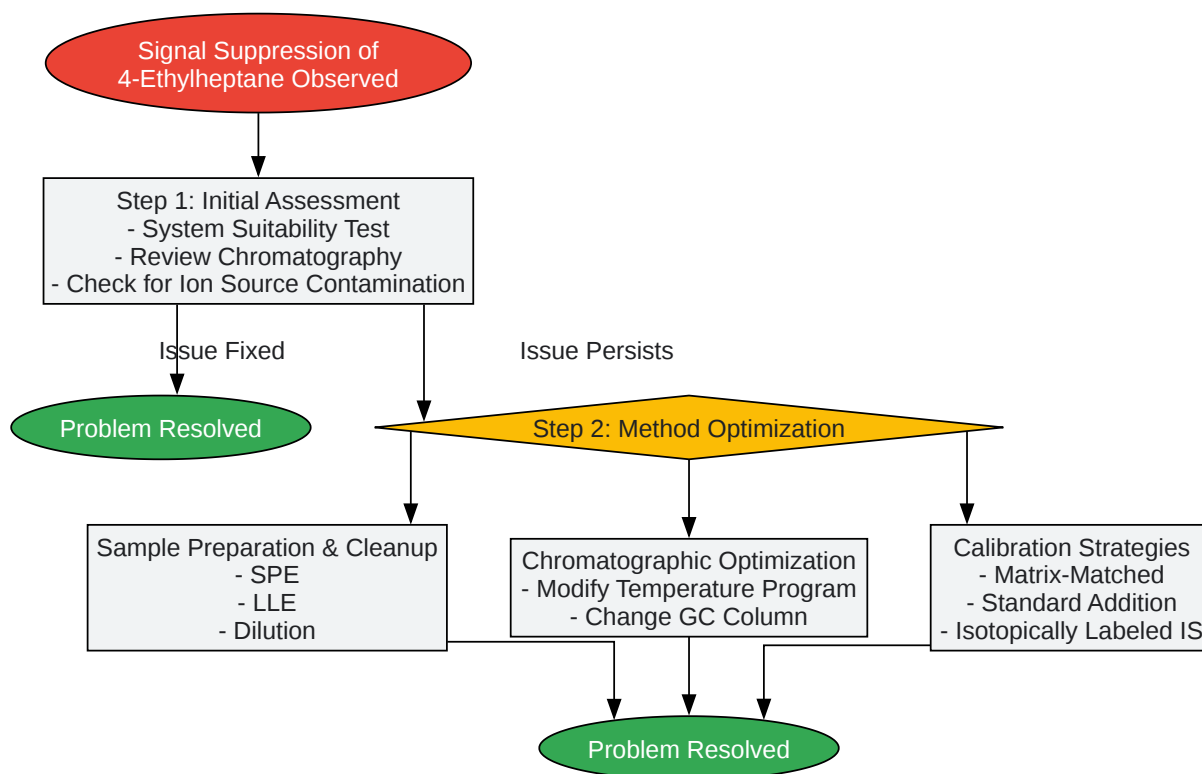 Signal Suppression of
4-Ethylheptane Observed
Step 1: Initial Assessment
- System Suitability Test
- Review Chromatography
- Check for Ion Source Contamination
Issue Fixed
Issue Persists
Problem Resolved
Step 2: Method Optimization
Sample Preparation & Cleanup
- SPE
- LLE
- Dilution
Chromatographic Optimization
- Modify Temperature Program
- Change GC Column
Calibration Strategies
- Matrix-Matched
- Standard Addition
- Isotopically Labeled IS
Problem Resolved